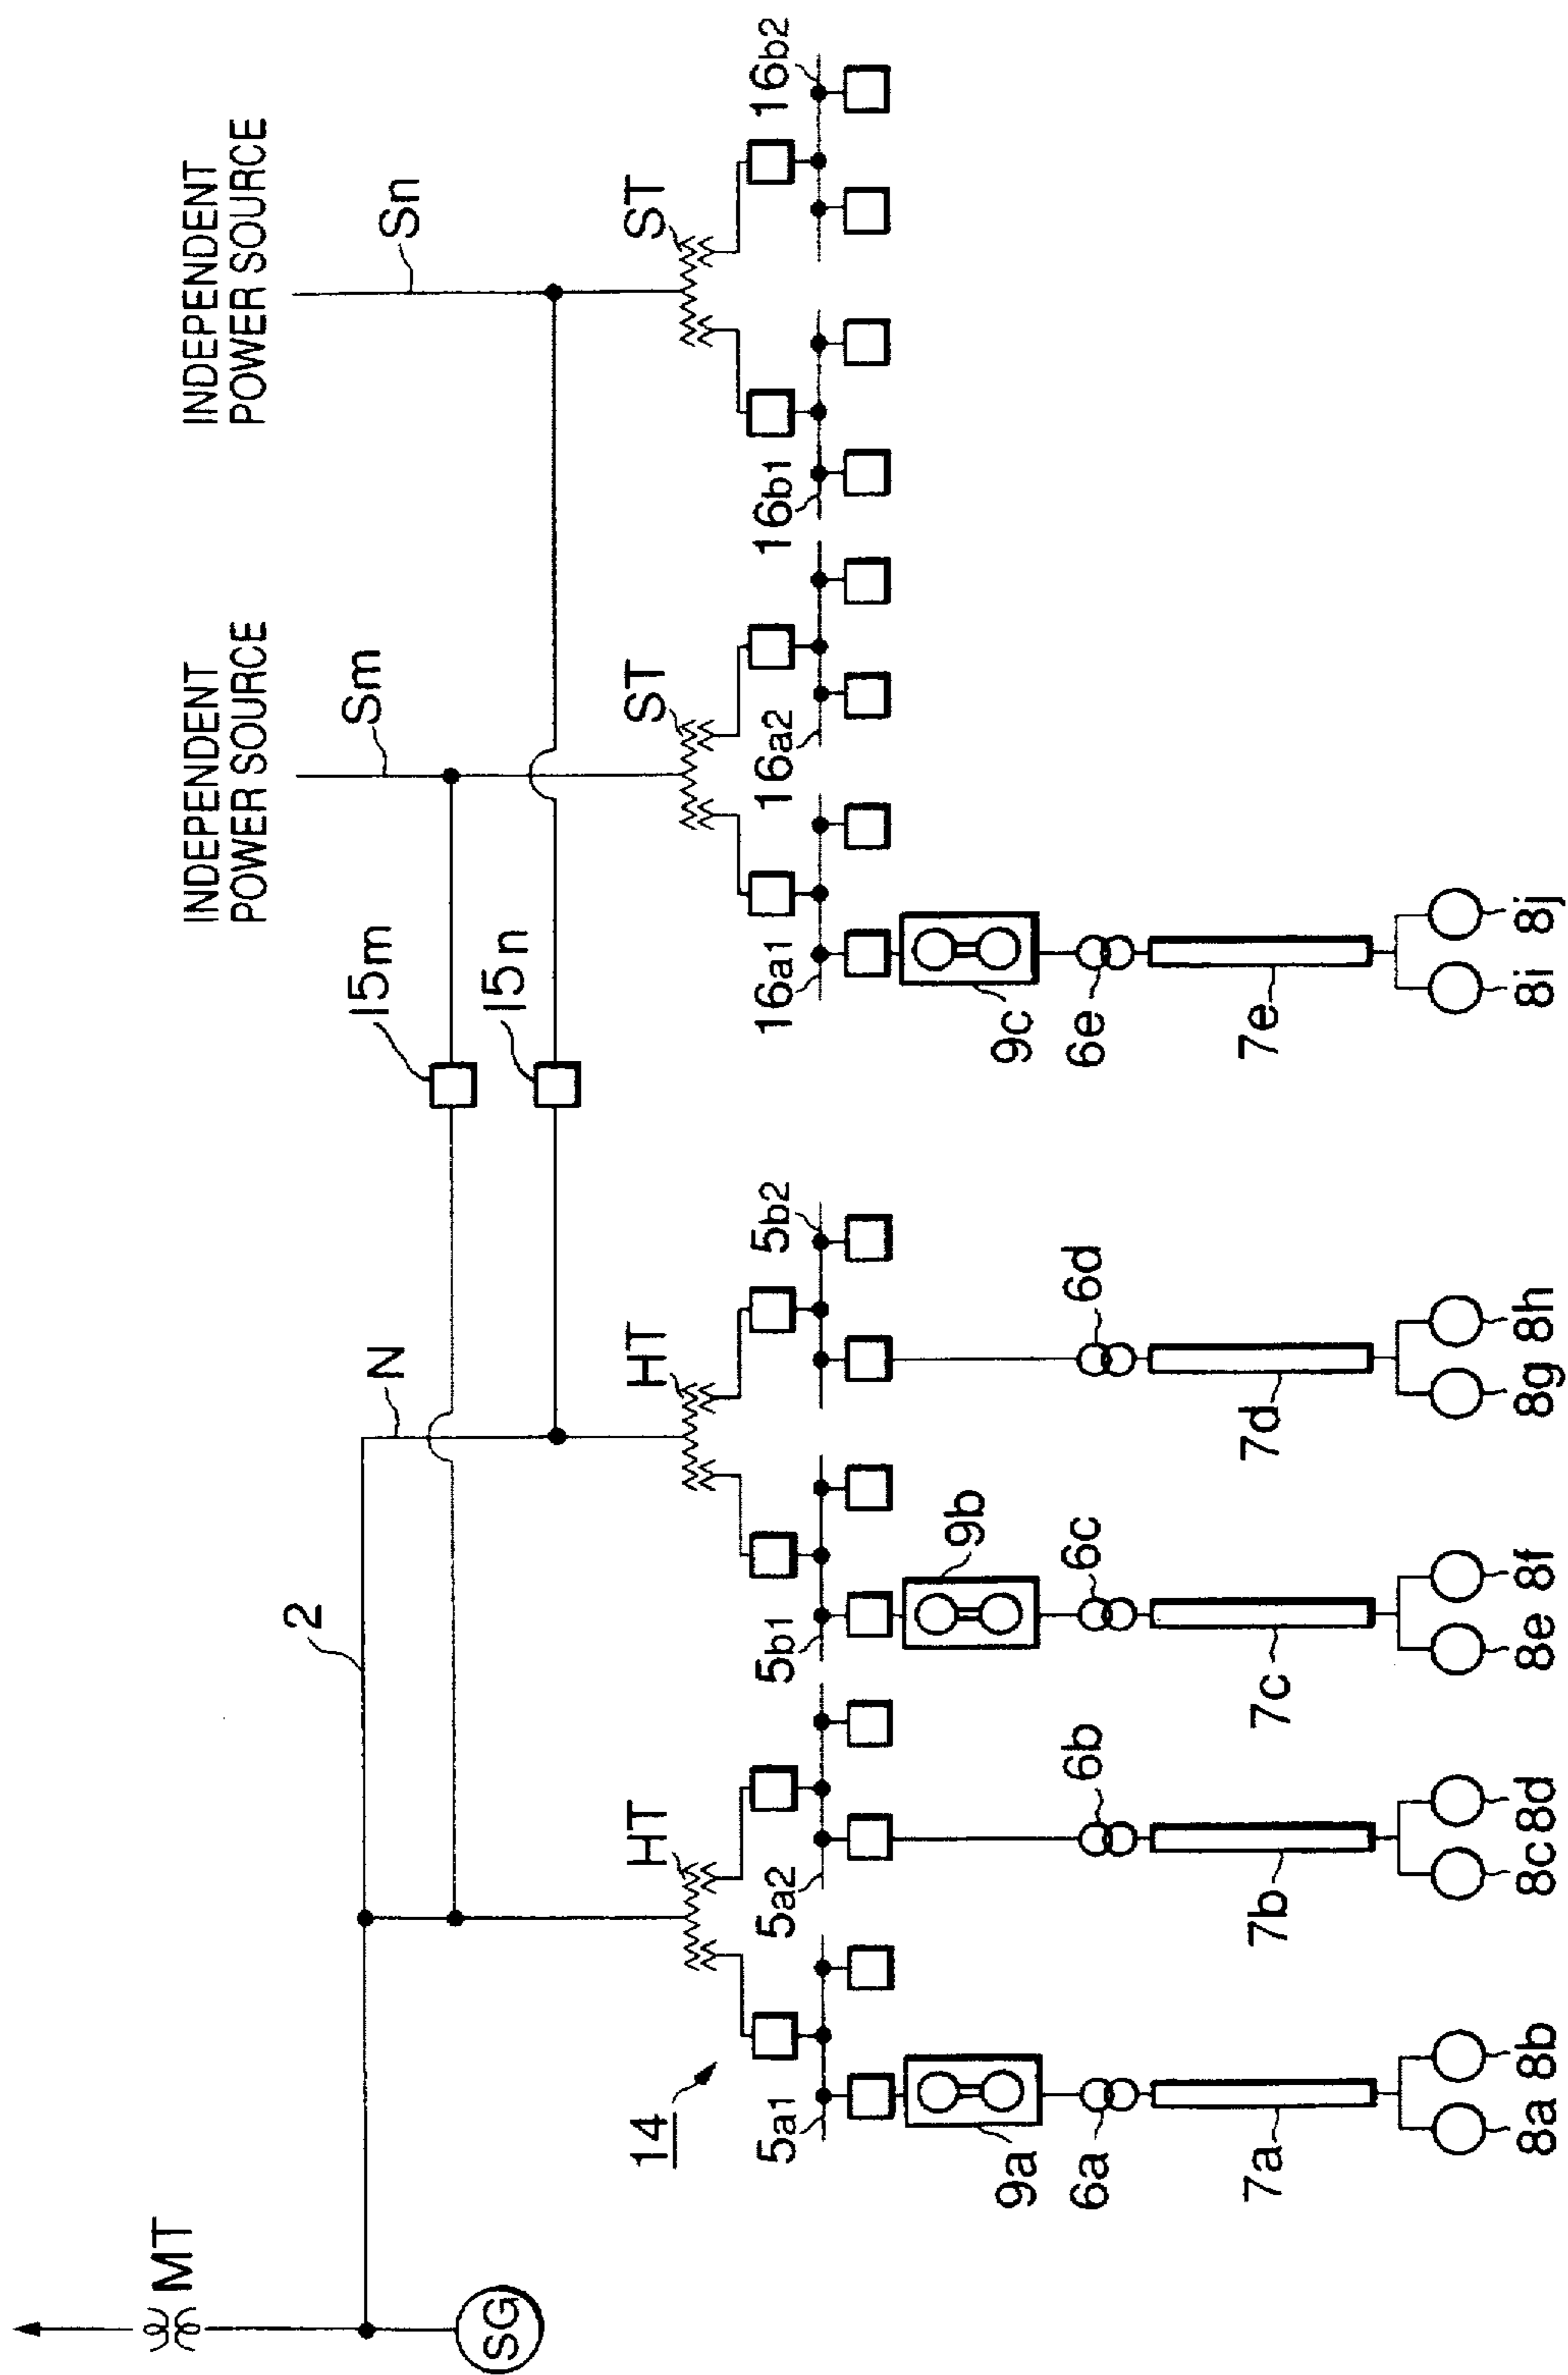 INDEPENDENT
POWER SOURCE
INDEPENDENT
POWER SOURCE
MT
SG
2
N
Sm
Sn
15m
15n
14
HT
HT
ST
ST
5a1
5a2
5b1
5b2
16a1
16a2
16b1
16b2
9a
9b
9c
6a
6b
6c
6d
6e
7a
7b
7c
7d
7e
8a
8b
8c
8d
8e
8f
8g
8h
8i
8j